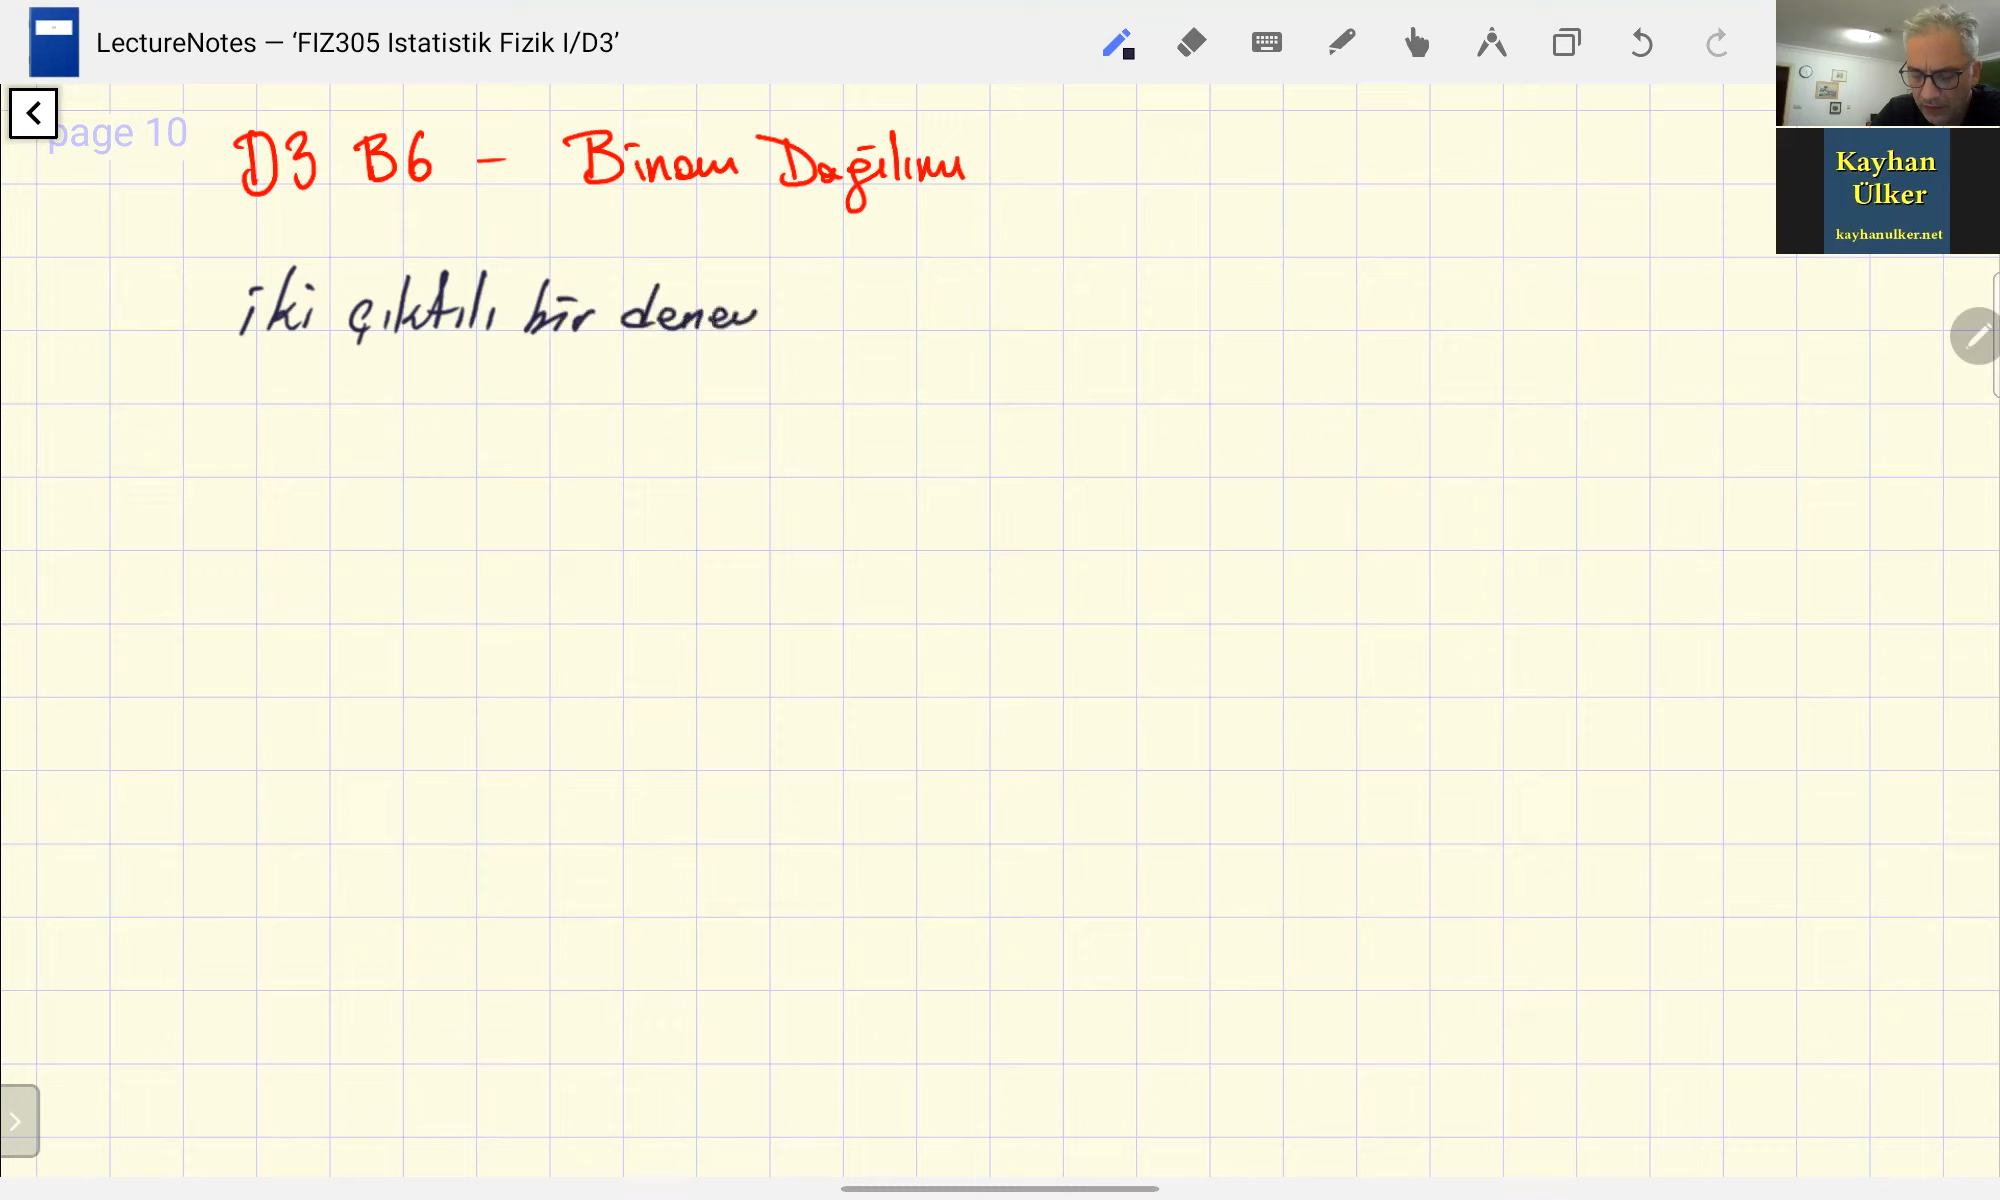 LectureNotes — ‘FIZ305 Istatistik Fizik I/D3’
page 10
D3 B6 - Binom Dağılımı
iki çıktılı bir deney
Kayhan
Ülker
kayhanulker.net